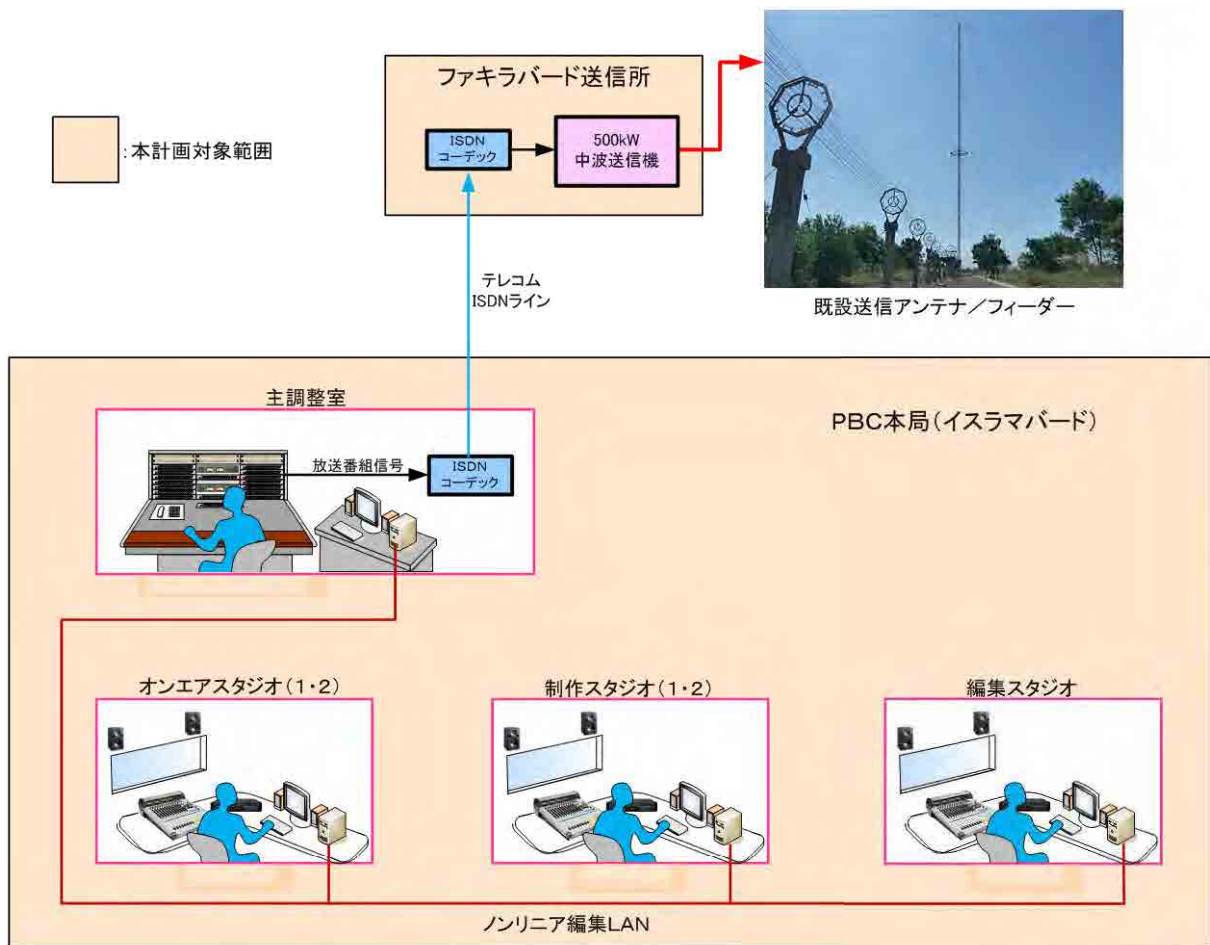 ファキラバード送信所
ISDN
コーデック
500kW
中波送信機
:本計画対象範囲
テレコム
ISDNライン
既設送信アンテナ/フィーダー
主調整室
PBC本局(イスラマバード)
放送番組信号
ISDN
コーデック
オンエアスタジオ(1・2)
制作スタジオ(1・2)
編集スタジオ
ノンリニア編集LAN